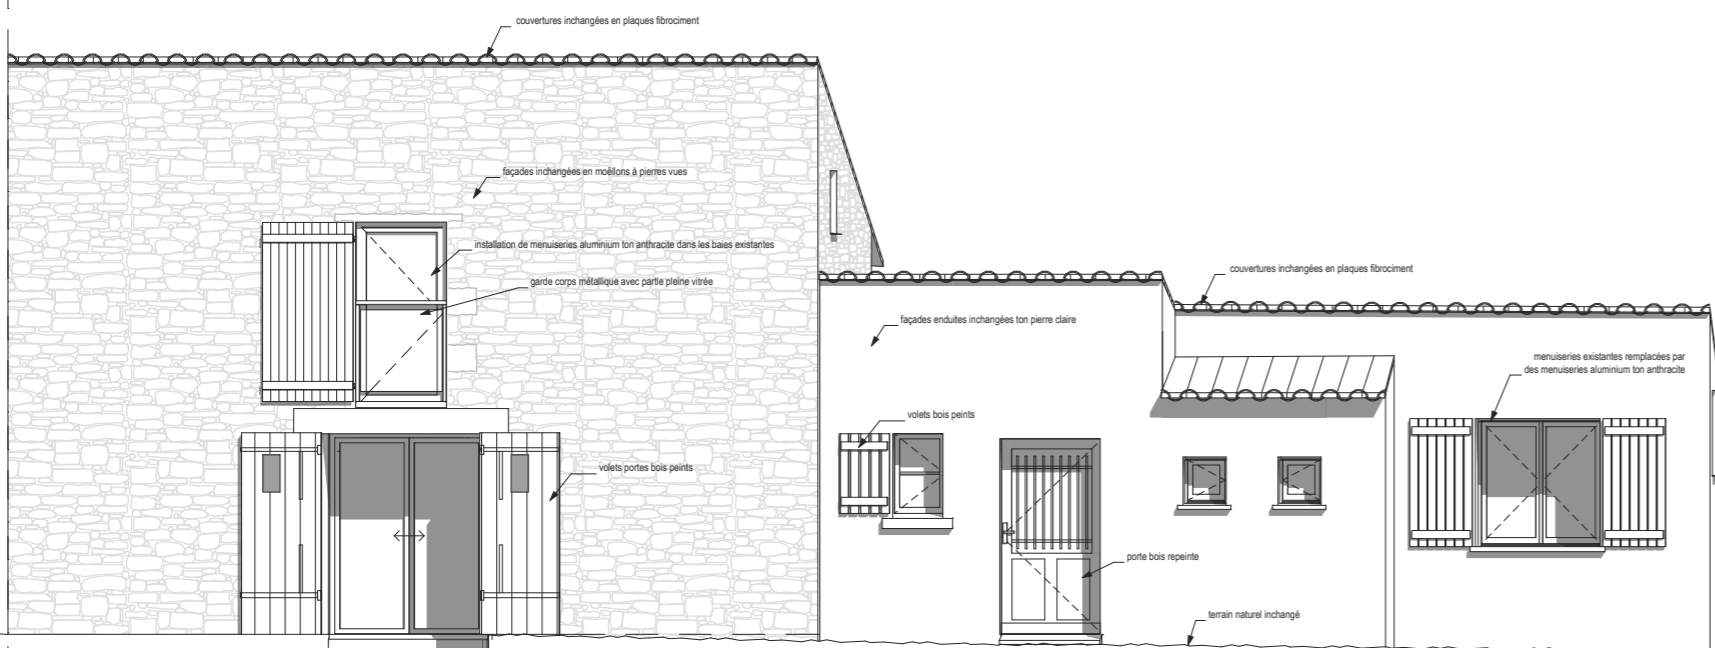 couvertures inchangées en plaques fibrociment
façades inchangées en moëllons à pierres vues
installation de menuiseries aluminium ton anthracite dans les baies existantes
garde corps métallique avec partie pleine vitrée
volets portes bois peints
couvertures inchangées en plaques fibrociment
façades enduites inchangées ton pierre claire
menuiseries existantes remplacées par
des menuiseries aluminium ton anthracite
volets bois peints
porte bois repeinte
terrain naturel inchangé